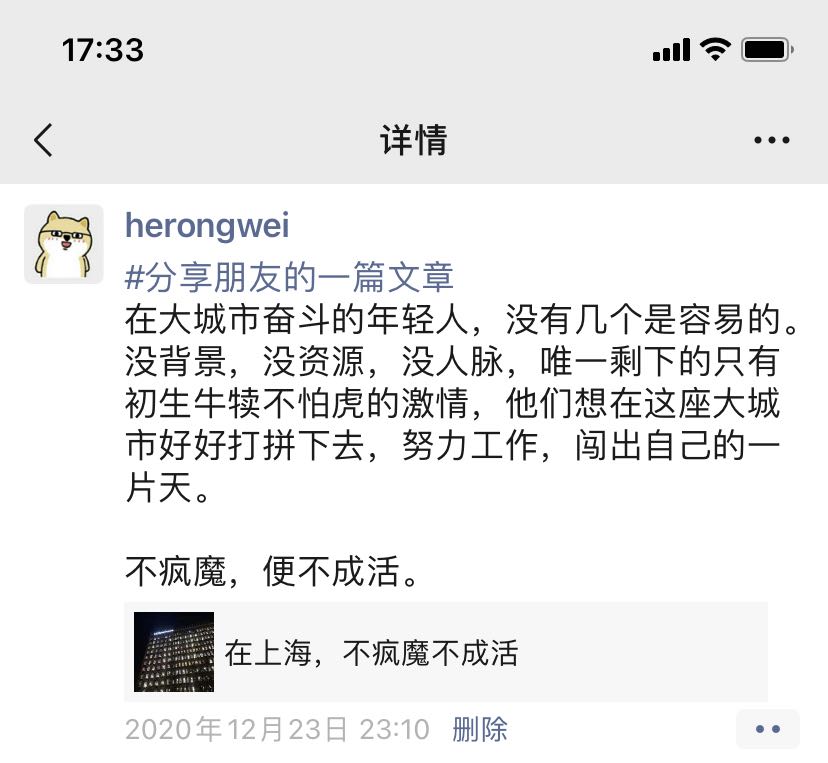 17:33
详情
herongwei
#分享朋友的一篇文章
在大城市奋斗的年轻人，没有几个是容易的。
没背景，没资源，没人脉，唯一剩下的只有
初生牛犊不怕虎的激情，他们想在这座大城
市好好打拼下去，努力工作，闯出自己的一
片天。
不疯魔，便不成活。
在上海，不疯魔不成活
2020年12月23日 23:10 删除